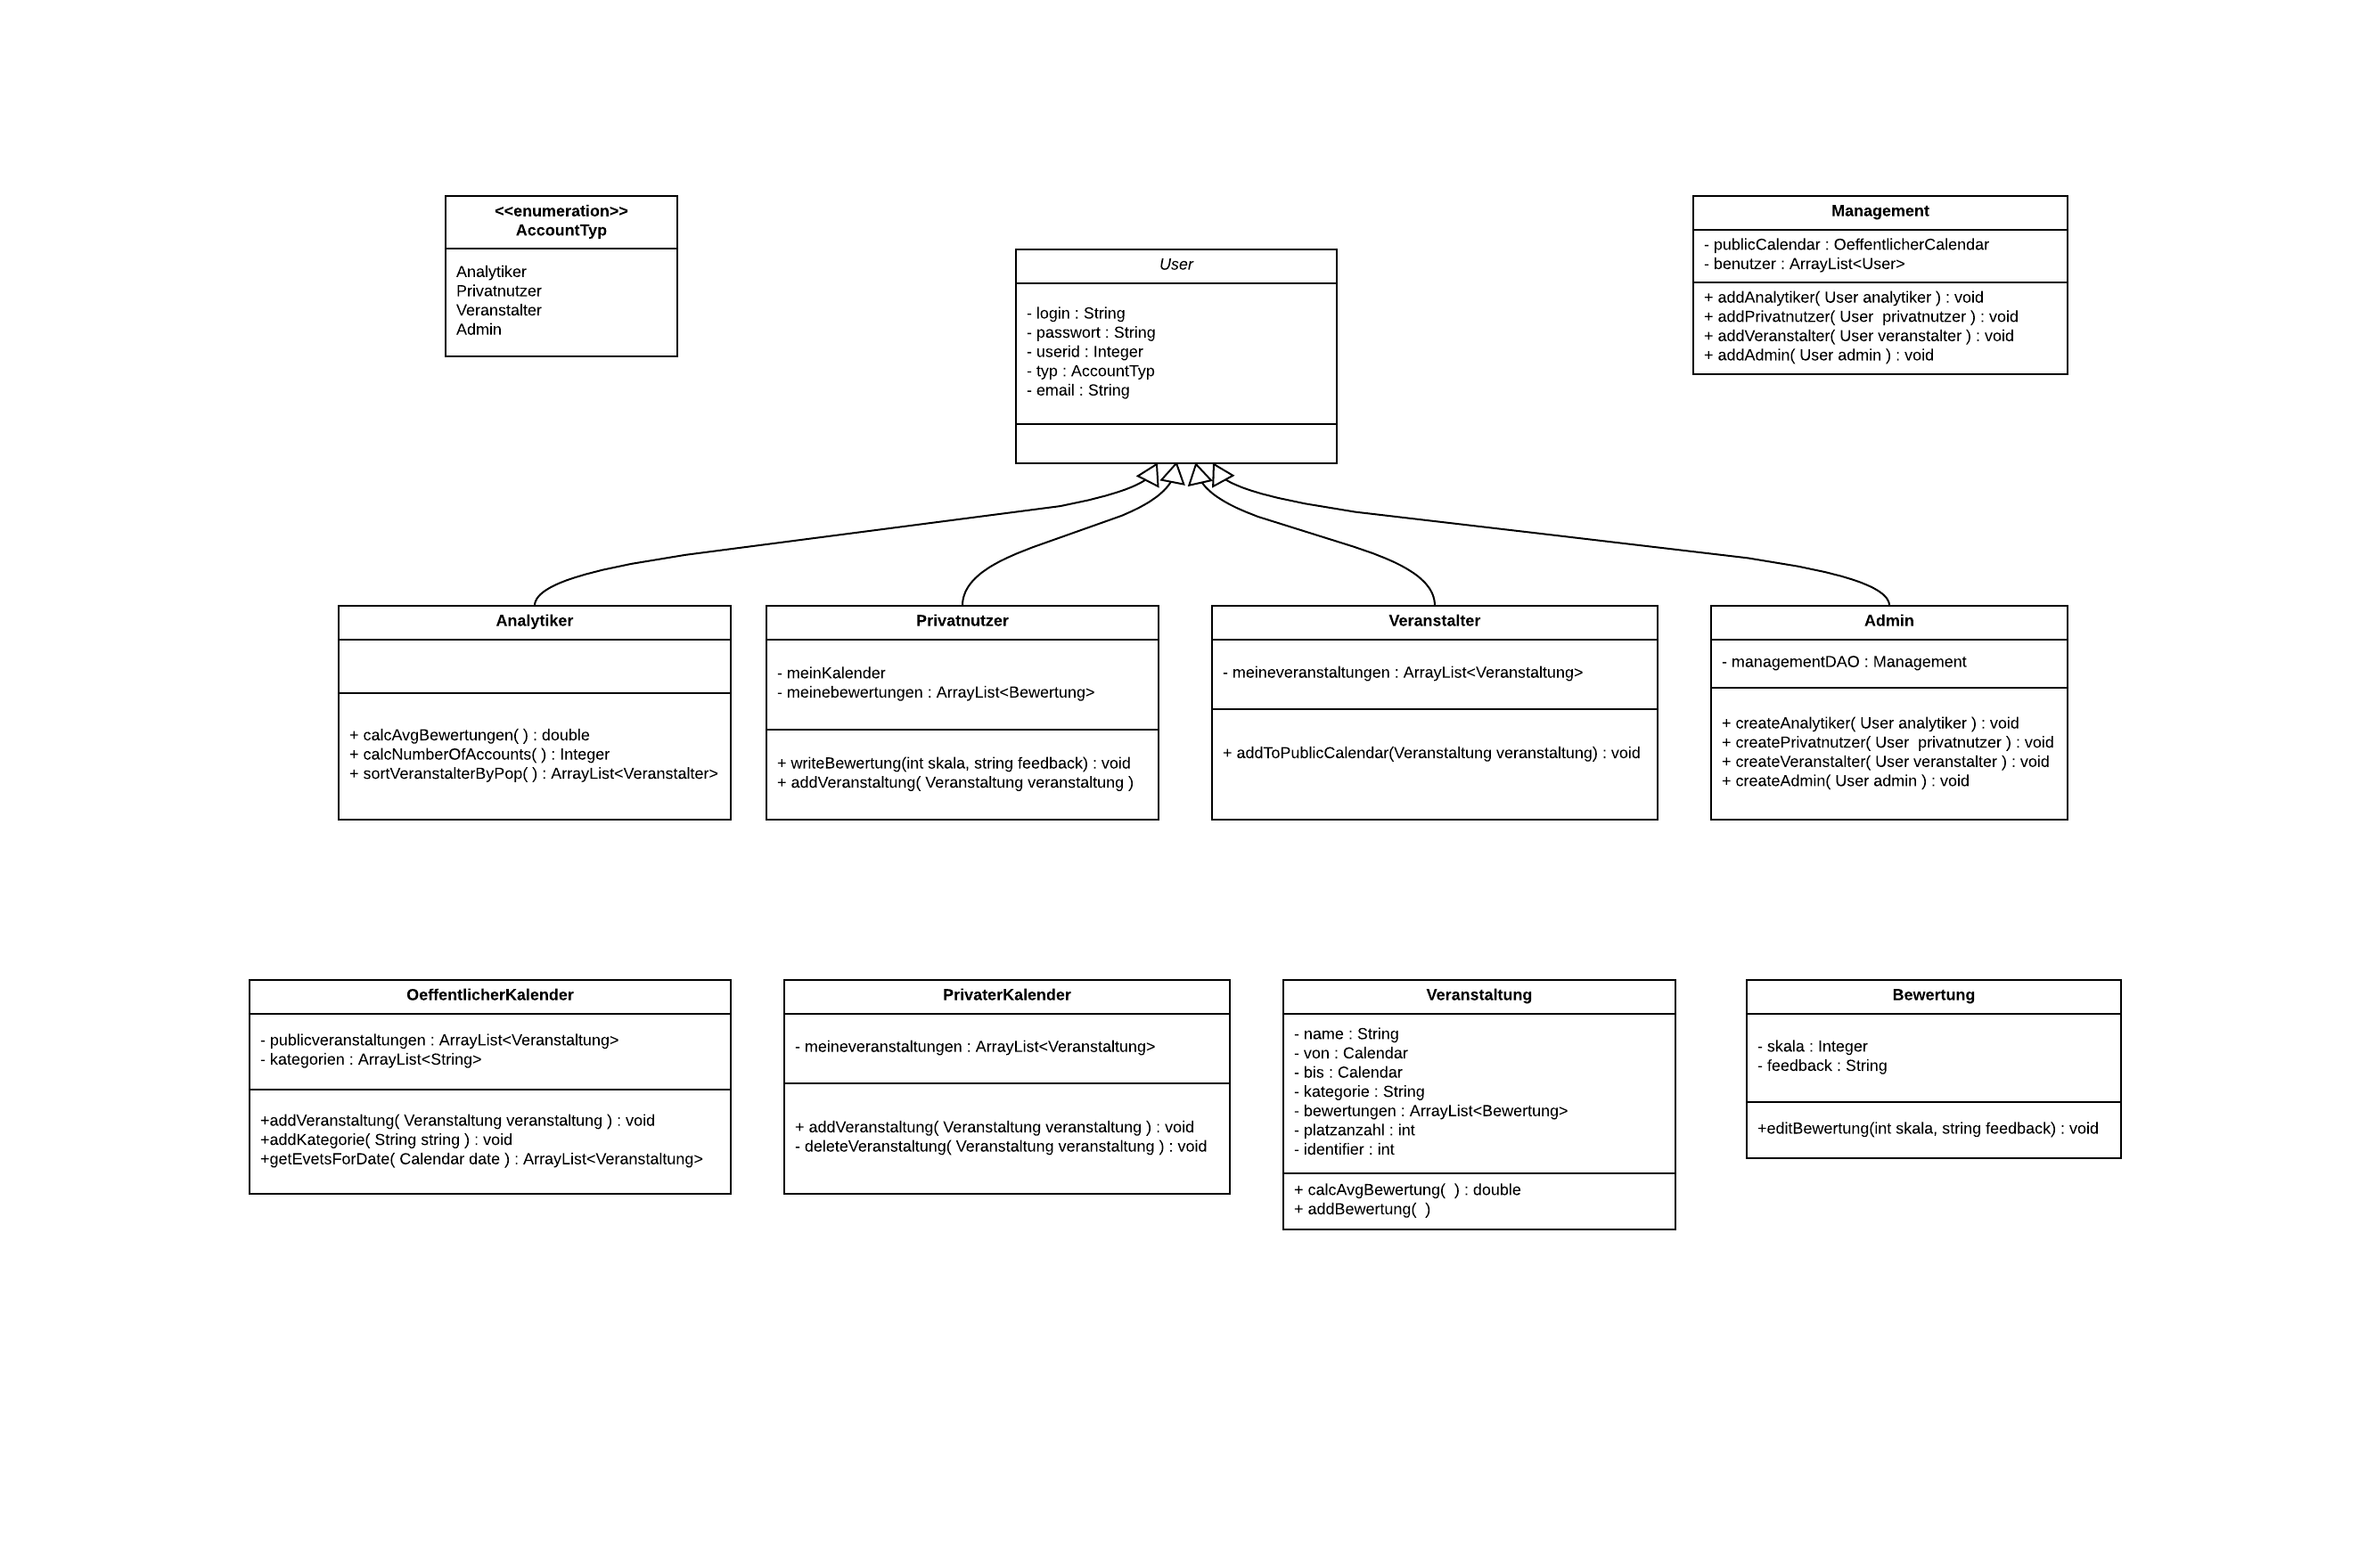 <<enumeration>>
AccountTyp
Analytiker
Privatnutzer
Veranstalter
Admin
User
- login : String
- passwort : String
- userid : Integer
- typ : AccountTyp
- email : String
Management
- publicCalendar : OeffentlicherCalendar
- benutzer : ArrayList<User>
+ addAnalytiker( User analytiker ) : void
+ addPrivatnutzer( User  privatnutzer ) : void
+ addVeranstalter( User veranstalter ) : void
+ addAdmin( User admin ) : void
Analytiker
+ calcAvgBewertungen( ) : double
+ calcNumberOfAccounts( ) : Integer
+ sortVeranstalterByPop( ) : ArrayList<Veranstalter>
Privatnutzer
- meinKalender
- meinebewertungen : ArrayList<Bewertung>
+ writeBewertung(int skala, string feedback) : void
+ addVeranstaltung( Veranstaltung veranstaltung )
Veranstalter
- meineveranstaltungen : ArrayList<Veranstaltung>
+ addToPublicCalendar(Veranstaltung veranstaltung) : void
Admin
- managementDAO : Management
+ createAnalytiker( User analytiker ) : void
+ createPrivatnutzer( User  privatnutzer ) : void
+ createVeranstalter( User veranstalter ) : void
+ createAdmin( User admin ) : void
OeffentlicherKalender
- publicveranstaltungen : ArrayList<Veranstaltung>
- kategorien : ArrayList<String>
+addVeranstaltung( Veranstaltung veranstaltung ) : void
+addKategorie( String string ) : void
+getEvetsForDate( Calendar date ) : ArrayList<Veranstaltung>
PrivaterKalender
- meineveranstaltungen : ArrayList<Veranstaltung>
+ addVeranstaltung( Veranstaltung veranstaltung ) : void
- deleteVeranstaltung( Veranstaltung veranstaltung ) : void
Veranstaltung
- name : String
- von : Calendar
- bis : Calendar
- kategorie : String
- bewertungen : ArrayList<Bewertung>
- platzanzahl : int
- identifier : int
+ calcAvgBewertung(  ) : double
+ addBewertung(  )
Bewertung
- skala : Integer
- feedback : String
+editBewertung(int skala, string feedback) : void